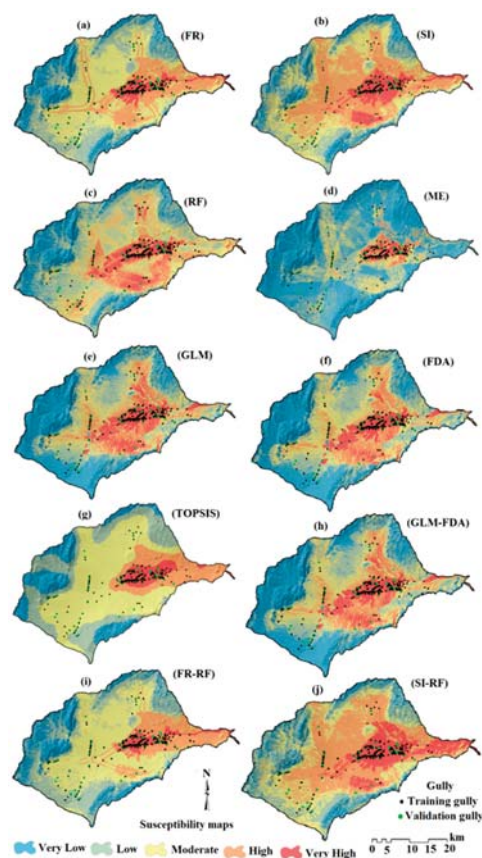 (a)
(FR)
(b)
(SI)
(c)
(RF)
(d)
(ME)
(e)
(GLM)
(f)
(FDA)
(g)
(TOPSIS)
(h)
(GLM-FDA)
(i)
(FR-RF)
(j)
(SI-RF)
N
Gully
Training gully
Validation gully
Susceptibility maps
km
Very Low Low Moderate High Very High
0 5 10 20